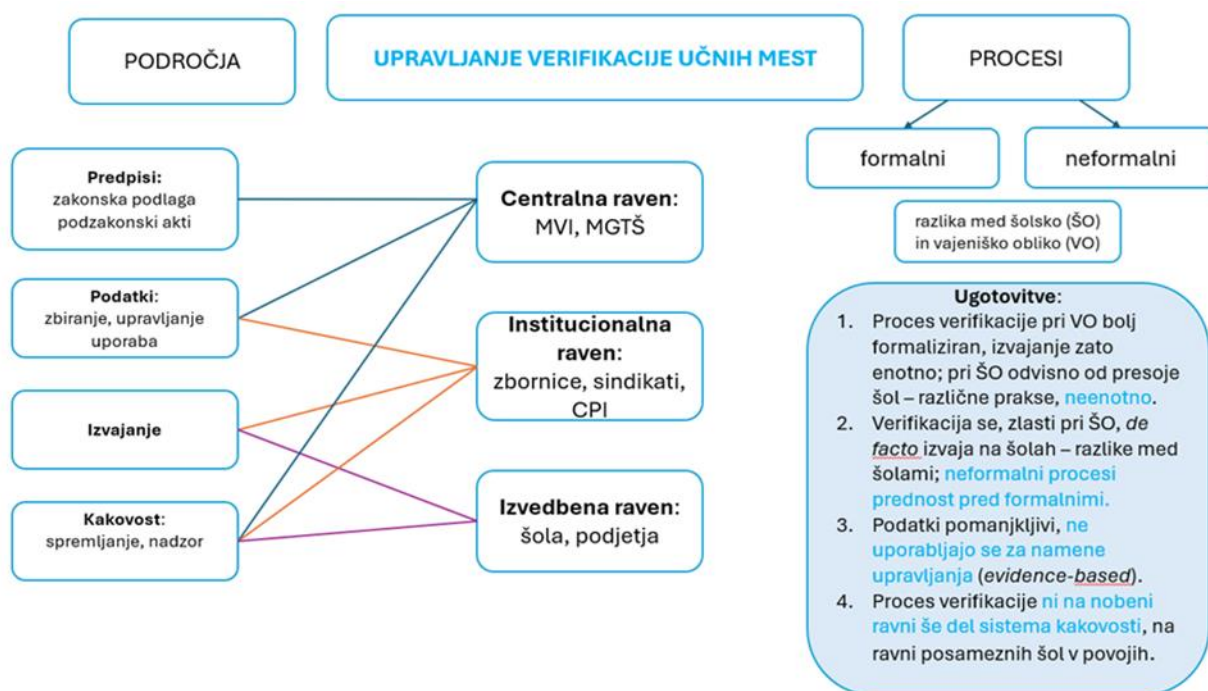 PODROČJA
UPRAVLJANJE VERIFIKACIJE UČNIH MEST
PROCESI
formalni
neformalni
razlika med šolsko (ŠO)
in vajeniško obliko (VO)
Predpisi:
zakonska podlaga
podzakonski akti
Podatki:
zbiranje, upravljanje
uporaba
Izvajanje
Kakovost:
spremljanje, nadzor
Centralna raven:
MVI, MGTŠ
Institucionalna
raven:
zbornice, sindikati,
CPI
Izvedbena raven:
šola, podjetja
Ugotovitve:
1. Proces verifikacije pri VO bolj
formaliziran, izvajanje zato
enotno; pri ŠO odvisno od presoje
šol – različne prakse, neenotno.
2. Verifikacija se, zlasti pri ŠO, de
facto izvaja na šolah – razlike med
šolami; neformalni procesi
prednost pred formalnimi.
3. Podatki pomanjkljivi, ne
uporabljajo se za namene
upravljanja (evidence-based).
4. Proces verifikacije ni na nobeni
ravni še del sistema kakovosti, na
ravni posameznih šol v povojih.